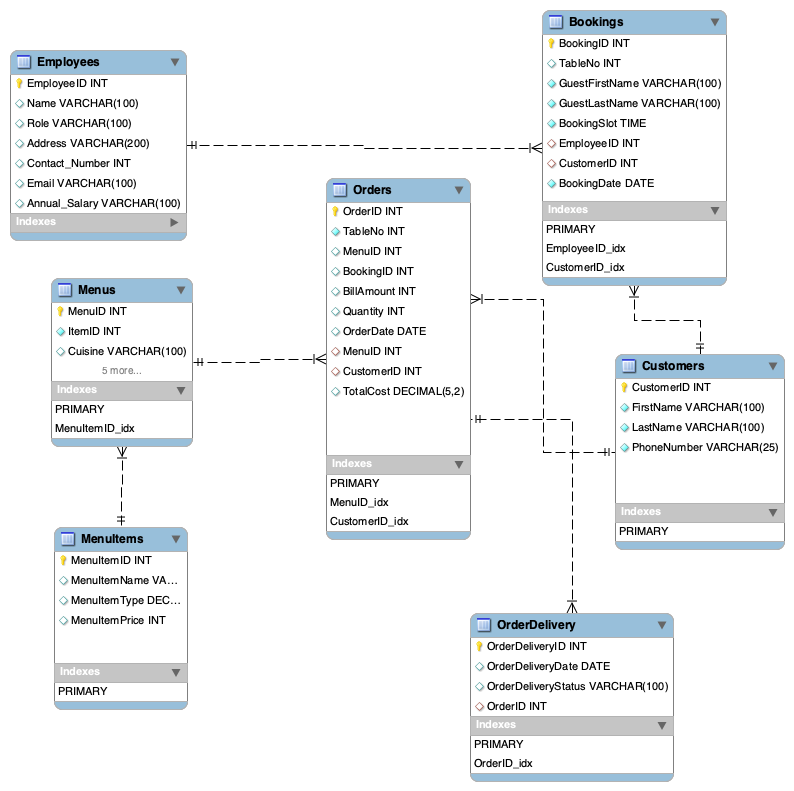 Bookings
BookingID INT
TableNo INT
GuestFirstName VARCHAR(100)
GuestLastName VARCHAR(100)
BookingSlot TIME
EmployeeID INT
CustomerID INT
BookingDate DATE
Indexes
PRIMARY
EmployeeID_idx
CustomerID_idx
Employees
EmployeeID INT
Name VARCHAR(100)
Role VARCHAR(100)
Address VARCHAR(200)
Contact_Number INT
Email VARCHAR(100)
Annual_Salary VARCHAR(100)
Indexes
Orders
OrderID INT
TableNo INT
MenuID INT
BookingID INT
BillAmount INT
Quantity INT
OrderDate DATE
MenuID INT
CustomerID INT
TotalCost DECIMAL(5,2)
Indexes
PRIMARY
MenuID_idx
CustomerID_idx
Menus
MenuID INT
ItemID INT
Cuisine VARCHAR(100)
5 more...
Indexes
PRIMARY
MenuItemID_idx
Customers
CustomerID INT
FirstName VARCHAR(100)
LastName VARCHAR(100)
PhoneNumber VARCHAR(25)
Indexes
PRIMARY
MenuItems
MenuItemID INT
MenuItemName VA...
MenuItemType DEC...
MenuItemPrice INT
Indexes
PRIMARY
OrderDelivery
OrderDeliveryID INT
OrderDeliveryDate DATE
OrderDeliveryStatus VARCHAR(100)
OrderID INT
Indexes
PRIMARY
OrderID_idx